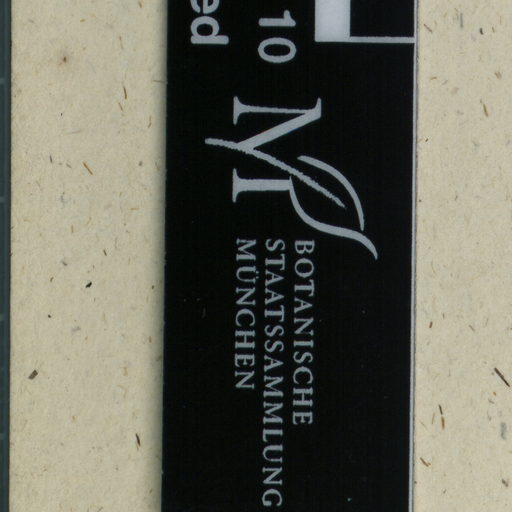 10
ed
M
BOTANISCHE
STAATSSAMMLUNG
MÜNCHEN